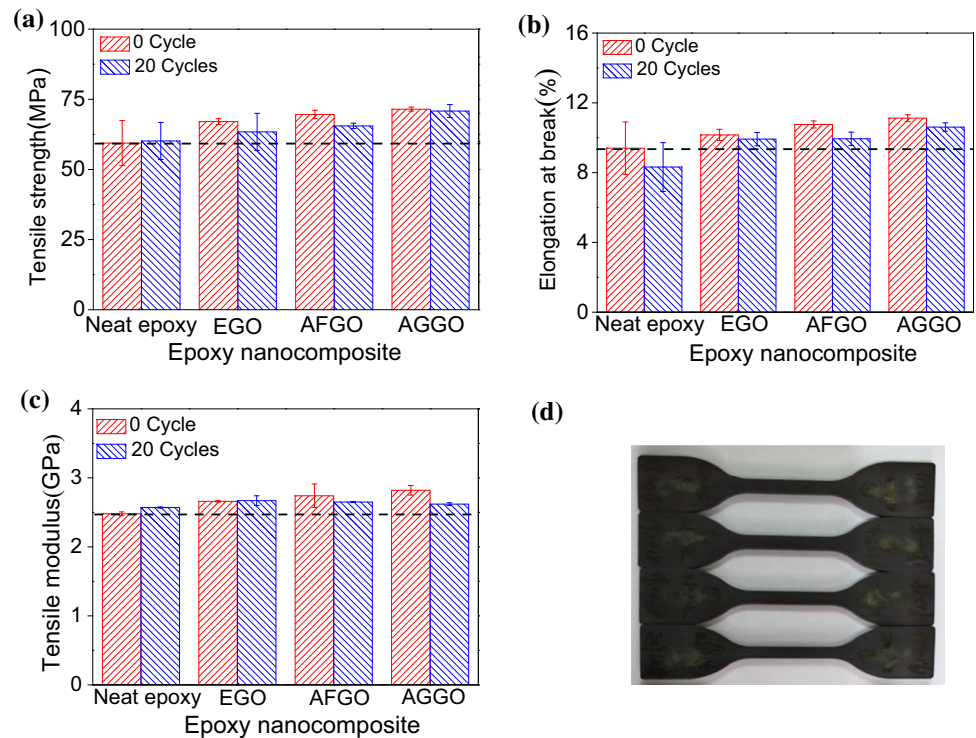 (a)
100
75
50
25
0
Tensile strength(MPa)
0 Cycle
20 Cycles
Neat epoxy EGO AFGO AGGO
Epoxy nanocomposite
(b)
16
12
8
4
0
Elongation at break(%)
0 Cycle
20 Cycles
Neat epoxy EGO AFGO AGGO
Epoxy nanocomposite
(c)
4
3
2
1
0
Tensile modulus(GPa)
0 Cycle
20 Cycles
Neat epoxy EGO AFGO AGGO
Epoxy nanocomposite
(d)